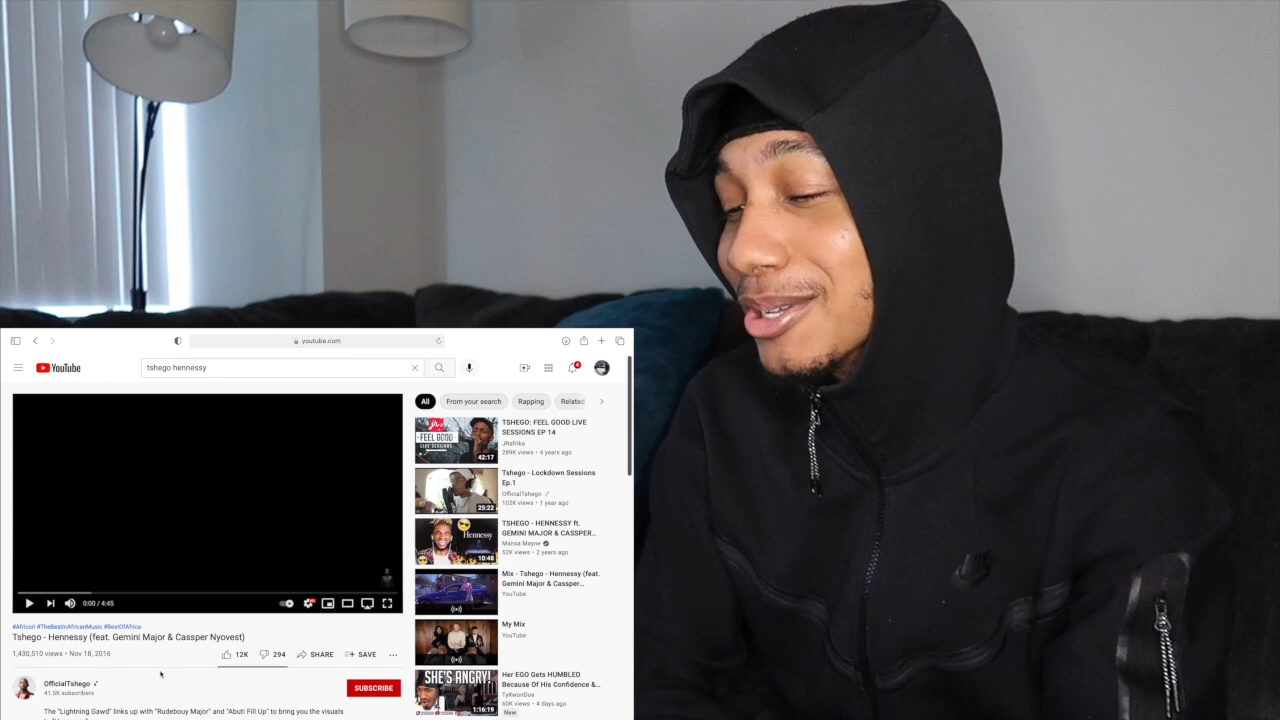 youtube.com
YouTube
tshego hennessy
4
All
From your search
Rapping
Related
0:00 / 4:45
#Africori #TheBestInAfricanMusic #BestOfAfrica
Tshego - Hennessy (feat. Gemini Major & Cassper Nyovest)
1,430,510 views • Nov 18, 2016
12K
294
SHARE
SAVE
OfficialTshego
41.5K subscribers
SUBSCRIBE
The "Lightning Gawd" links up with "Rudebouy Major" and "Abuti Fill Up" to bring you the visuals
FEEL GOOD
LIVE SESSIONS
42:17
TSHEGO: FEEL GOOD LIVE
SESSIONS EP 14
JRafrika
289K views • 4 years ago
25:22
Tshego - Lockdown Sessions
Ep.1
OfficialTshego
102K views • 1 year ago
Hennessy
10:48
TSHEGO - HENNESSY ft.
GEMINI MAJOR & CASSPER...
Mansa Mayne
52K views • 2 years ago
Mix - Tshego - Hennessy (feat.
Gemini Major & Cassper...
YouTube
My Mix
YouTube
SHE'S ANGRY!
1:16:19
Her EGO Gets HUMBLED
Because Of His Confidence &...
TyKwonDoe
60K views • 4 days ago
New